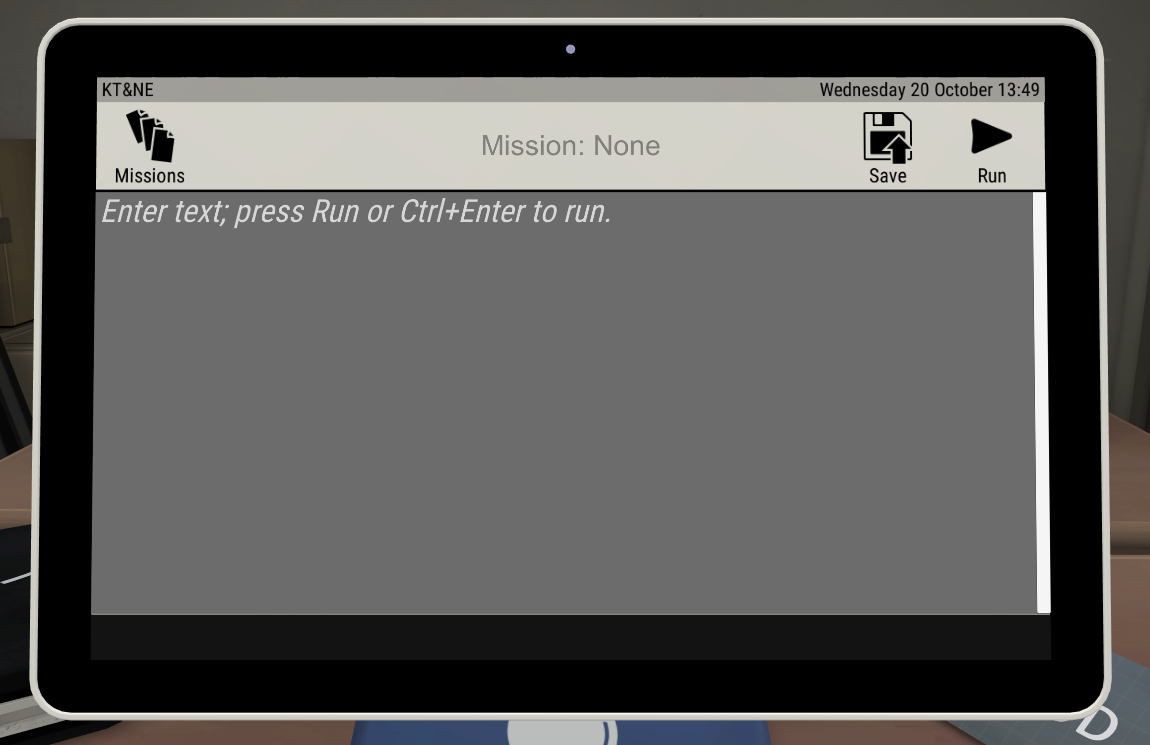 KT&NE
Wednesday 20 October 13:49
Missions
Mission: None
Save
Run
Enter text; press Run or Ctrl+Enter to run.
D